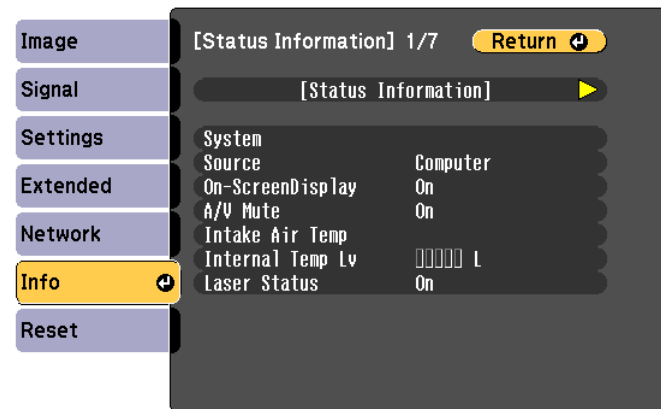 Image
Signal
Settings
Extended
Network
Info
Reset
[Status Information] 1/7 Return
[Status Information]
System
Source Computer
On-ScreenDisplay On
A/V Mute On
Intake Air Temp
Internal Temp Lv L
Laser Status On